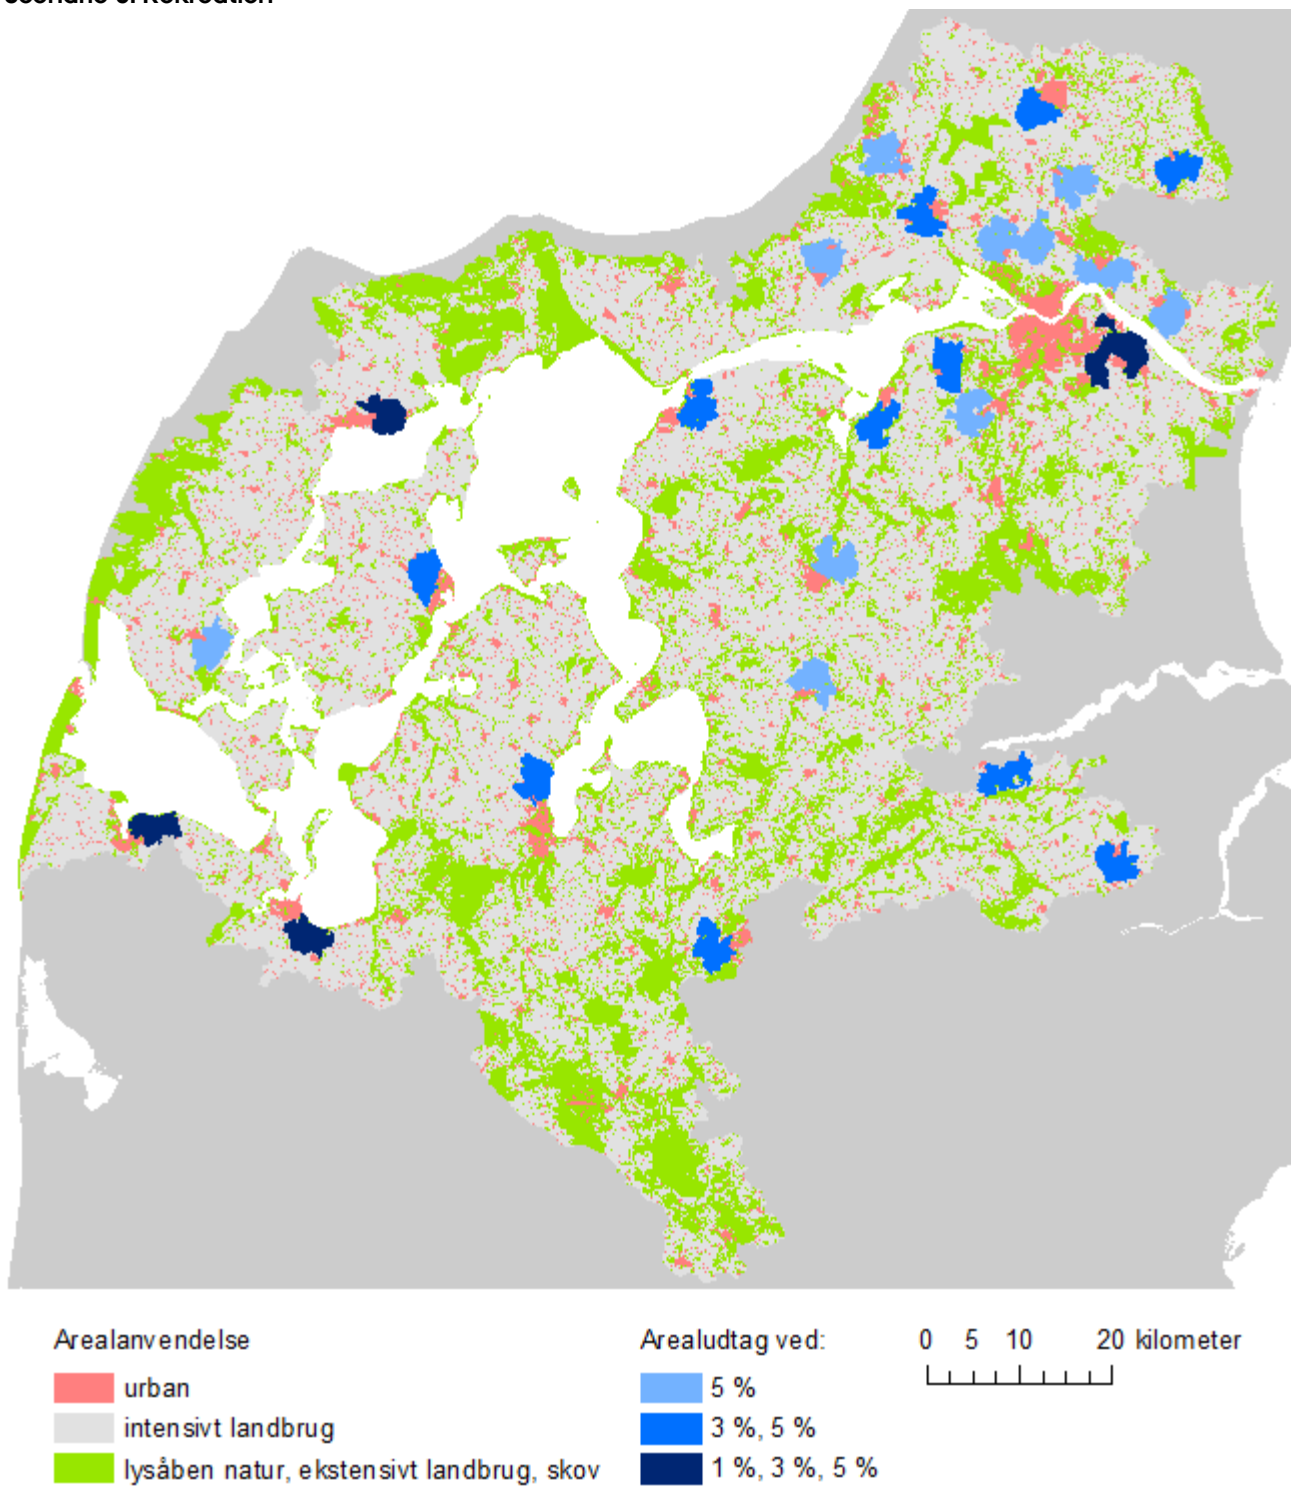 Arealanvendelse
urban
intensivt landbrug
lysåben natur, ekstensivt landbrug, skov
Arealudtag ved:
5 %
3 %, 5 %
1 %, 3 %, 5 %
0 5 10 20 kilometer